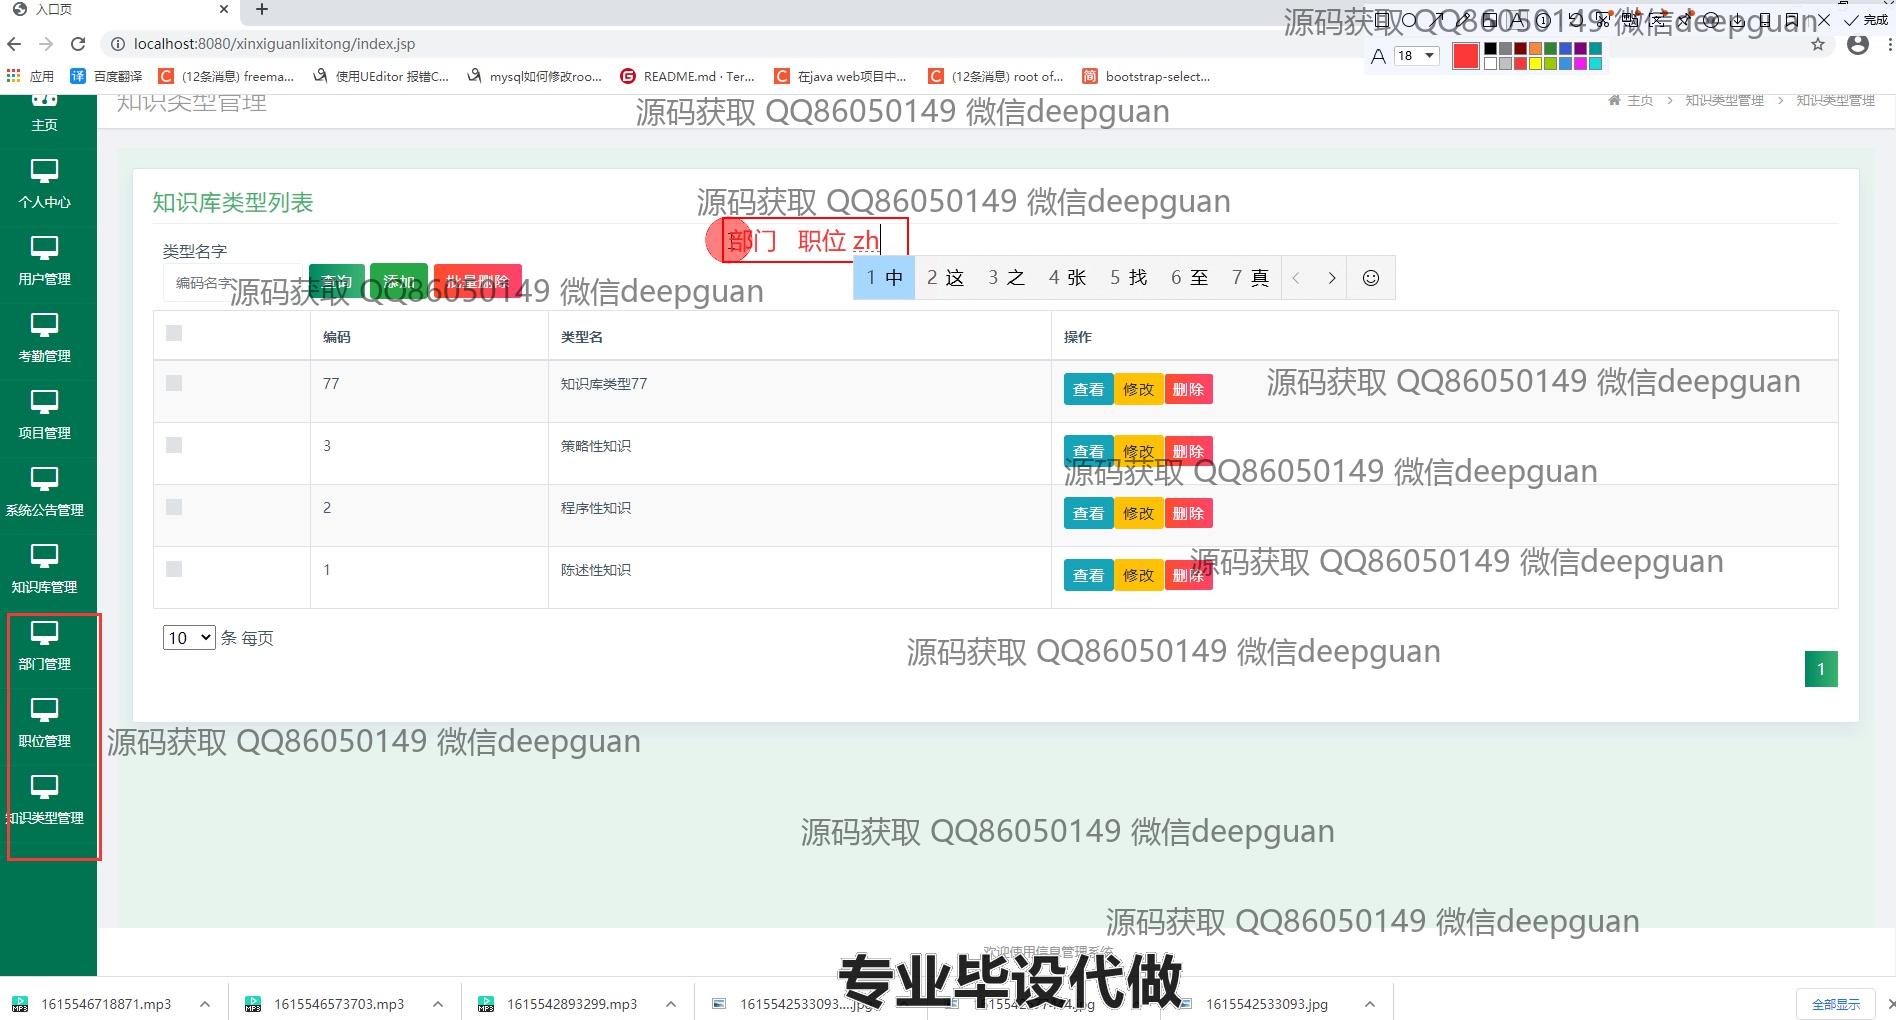 入口页
localhost:8080/xinxiguanlixitong/index.jsp
完成
源码获取 QQ86050149 微信deepguan
A 18
应用 百度翻译 (12条消息) freema... 使用UEditor 报错C... mysql如何修改roo... README.md · Ter... 在java web项目中... (12条消息) root of... bootstrap-select...
知识类型管理
主页 > 知识类型管理 > 知识类型管理
源码获取 QQ86050149 微信deepguan
主页
个人中心
用户管理
考勤管理
项目管理
系统公告管理
知识库管理
部门管理
职位管理
知识类型管理
知识库类型列表
源码获取 QQ86050149 微信deepguan
部门 职位 zh
1 中 2 这 3 之 4 张 5 找 6 至 7 真
类型名字
编码名字 查询 添加 批量删除
源码获取 QQ86050149 微信deepguan
编码 类型名 操作
77 知识库类型77 查看 修改 删除
源码获取 QQ86050149 微信deepguan
3 策略性知识 查看 修改 删除
源码获取 QQ86050149 微信deepguan
2 程序性知识 查看 修改 删除
1 陈述性知识 查看 修改 删除
源码获取 QQ86050149 微信deepguan
10 条 每页
源码获取 QQ86050149 微信deepguan
1
源码获取 QQ86050149 微信deepguan
源码获取 QQ86050149 微信deepguan
源码获取 QQ86050149 微信deepguan
欢迎使用信息管理系统
专业毕设代做
1615546718871.mp3 1615546573703.mp3 1615542893299.mp3 1615542533093....jpg 1615542533093.jpg 全部显示